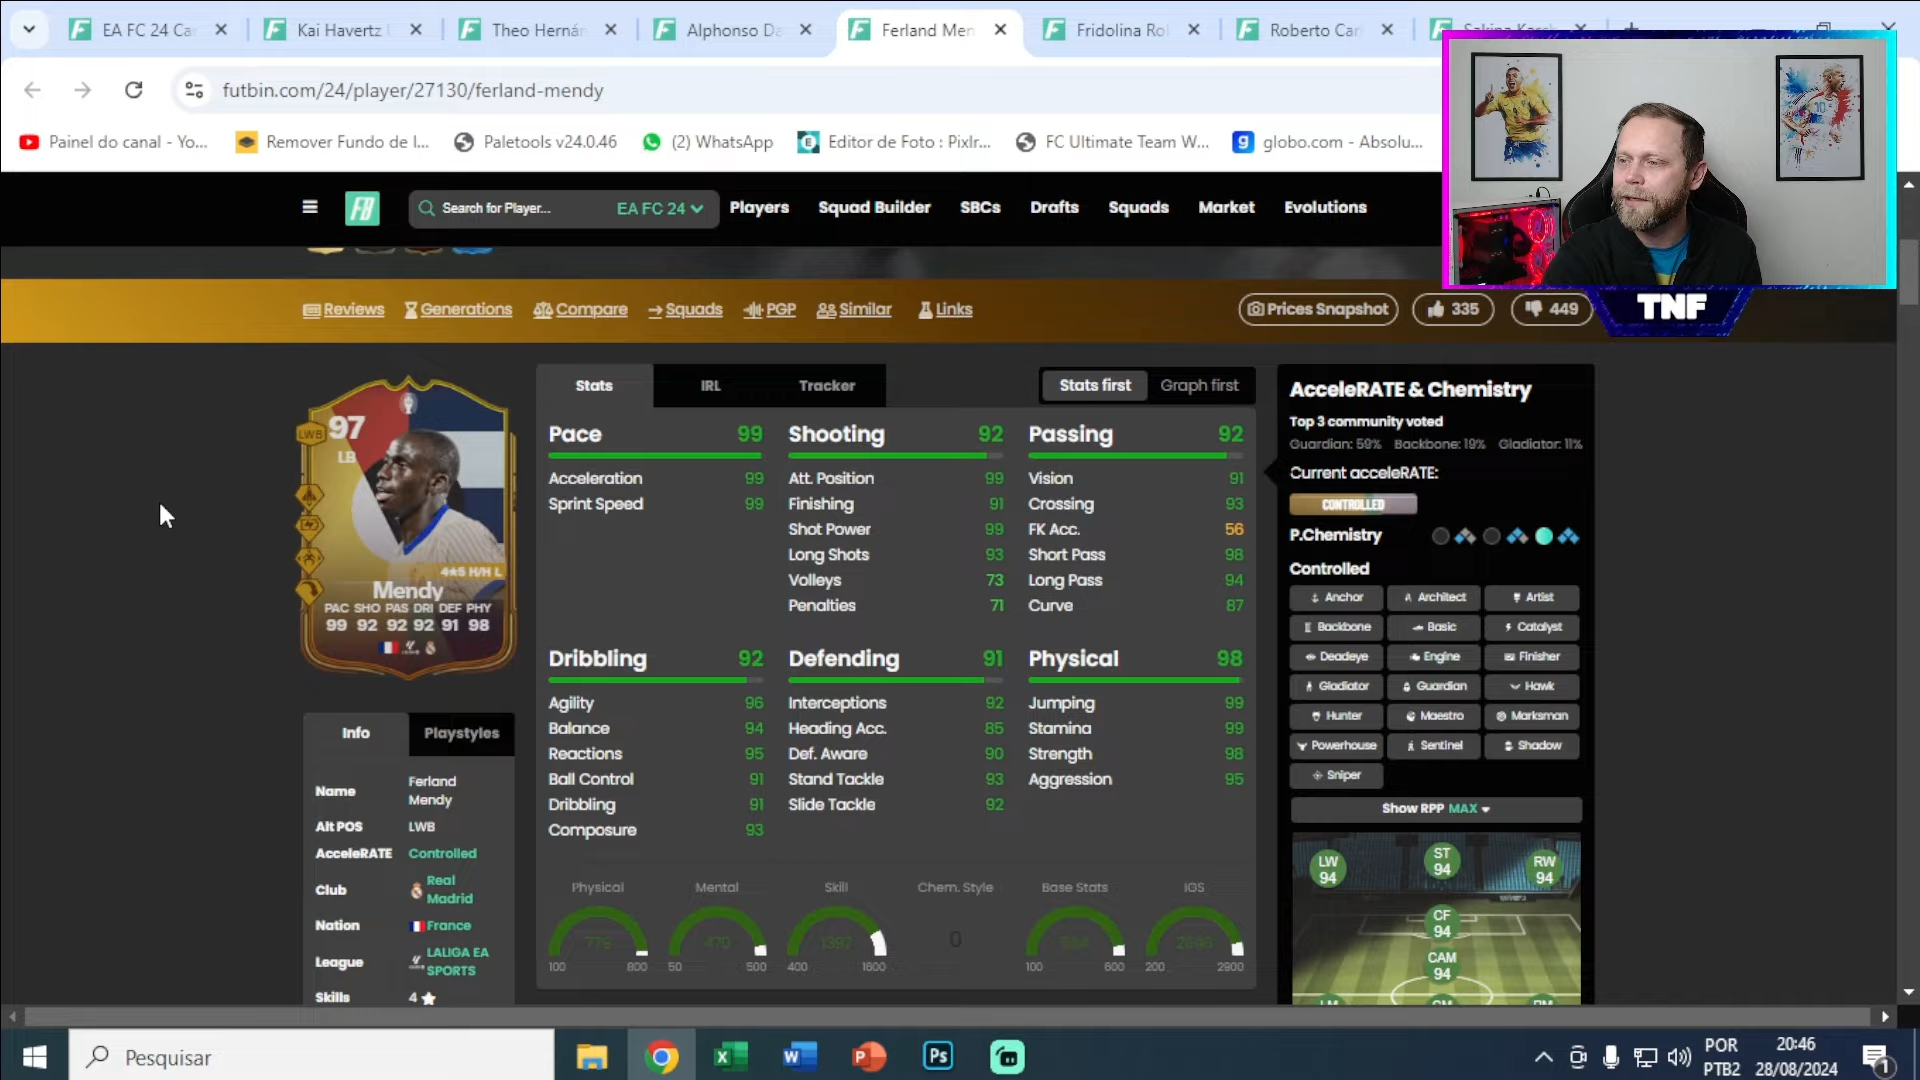 EA FC 24 Ca
Kai Havertz
Theo Hernán
Alphonso Da
Ferland Men
Fridolina Rol
Roberto Car
futbin.com/24/player/27130/ferland-mendy
Painel do canal - Yo...
Remover Fundo de I...
Paletools v24.0.46
(2) WhatsApp
Editor de Foto : Pixlr...
FC Ultimate Team W...
globo.com - Absolu...
Search for Player...
EA FC 24
Players
Squad Builder
SBCs
Drafts
Squads
Market
Evolutions
Reviews
Generations
Compare
Squads
PGP
Similar
Links
Prices Snapshot
335
449
TNF
97
LWB
LB
4★5 H/H L
Mendy
PAC SHO PAS DRI DEF PHY
99 92 92 92 91 98
Stats
IRL
Tracker
Stats first
Graph first
Pace 99
Acceleration 99
Sprint Speed 99
Shooting 92
Att. Position 99
Finishing 91
Shot Power 99
Long Shots 93
Volleys 73
Penalties 71
Passing 92
Vision 91
Crossing 93
FK Acc. 56
Short Pass 98
Long Pass 94
Curve 87
Dribbling 92
Agility 96
Balance 94
Reactions 95
Ball Control 91
Dribbling 91
Composure 93
Defending 91
Interceptions 92
Heading Acc. 85
Def. Aware 90
Stand Tackle 93
Slide Tackle 92
Physical 98
Jumping 99
Stamina 99
Strength 98
Aggression 95
Physical
100 800
Mental
470
50 500
Skill
1392
400 1600
Chem. Style
0
Base Stats
100 600
IGS
200 2900
AcceleRATE & Chemistry
Top 3 community voted
Guardian: 59% Backbone: 19% Gladiator: 11%
Current acceleRATE:
CONTROLLED
P.Chemistry
Controlled
Anchor
Architect
Artist
Backbone
Basic
Catalyst
Deadeye
Engine
Finisher
Gladiator
Guardian
Hawk
Hunter
Maestro
Marksman
Powerhouse
Sentinel
Shadow
Sniper
Show RPP MAX
LW
94
ST
94
RW
94
CF
94
CAM
94
Info
Playstyles
Name Ferland
Mendy
Alt POS LWB
AcceleRATE Controlled
Club Real
Madrid
Nation France
League LALIGA EA
SPORTS
Skills 4 ★
Pesquisar
POR
PTB2
20:46
28/08/2024
1